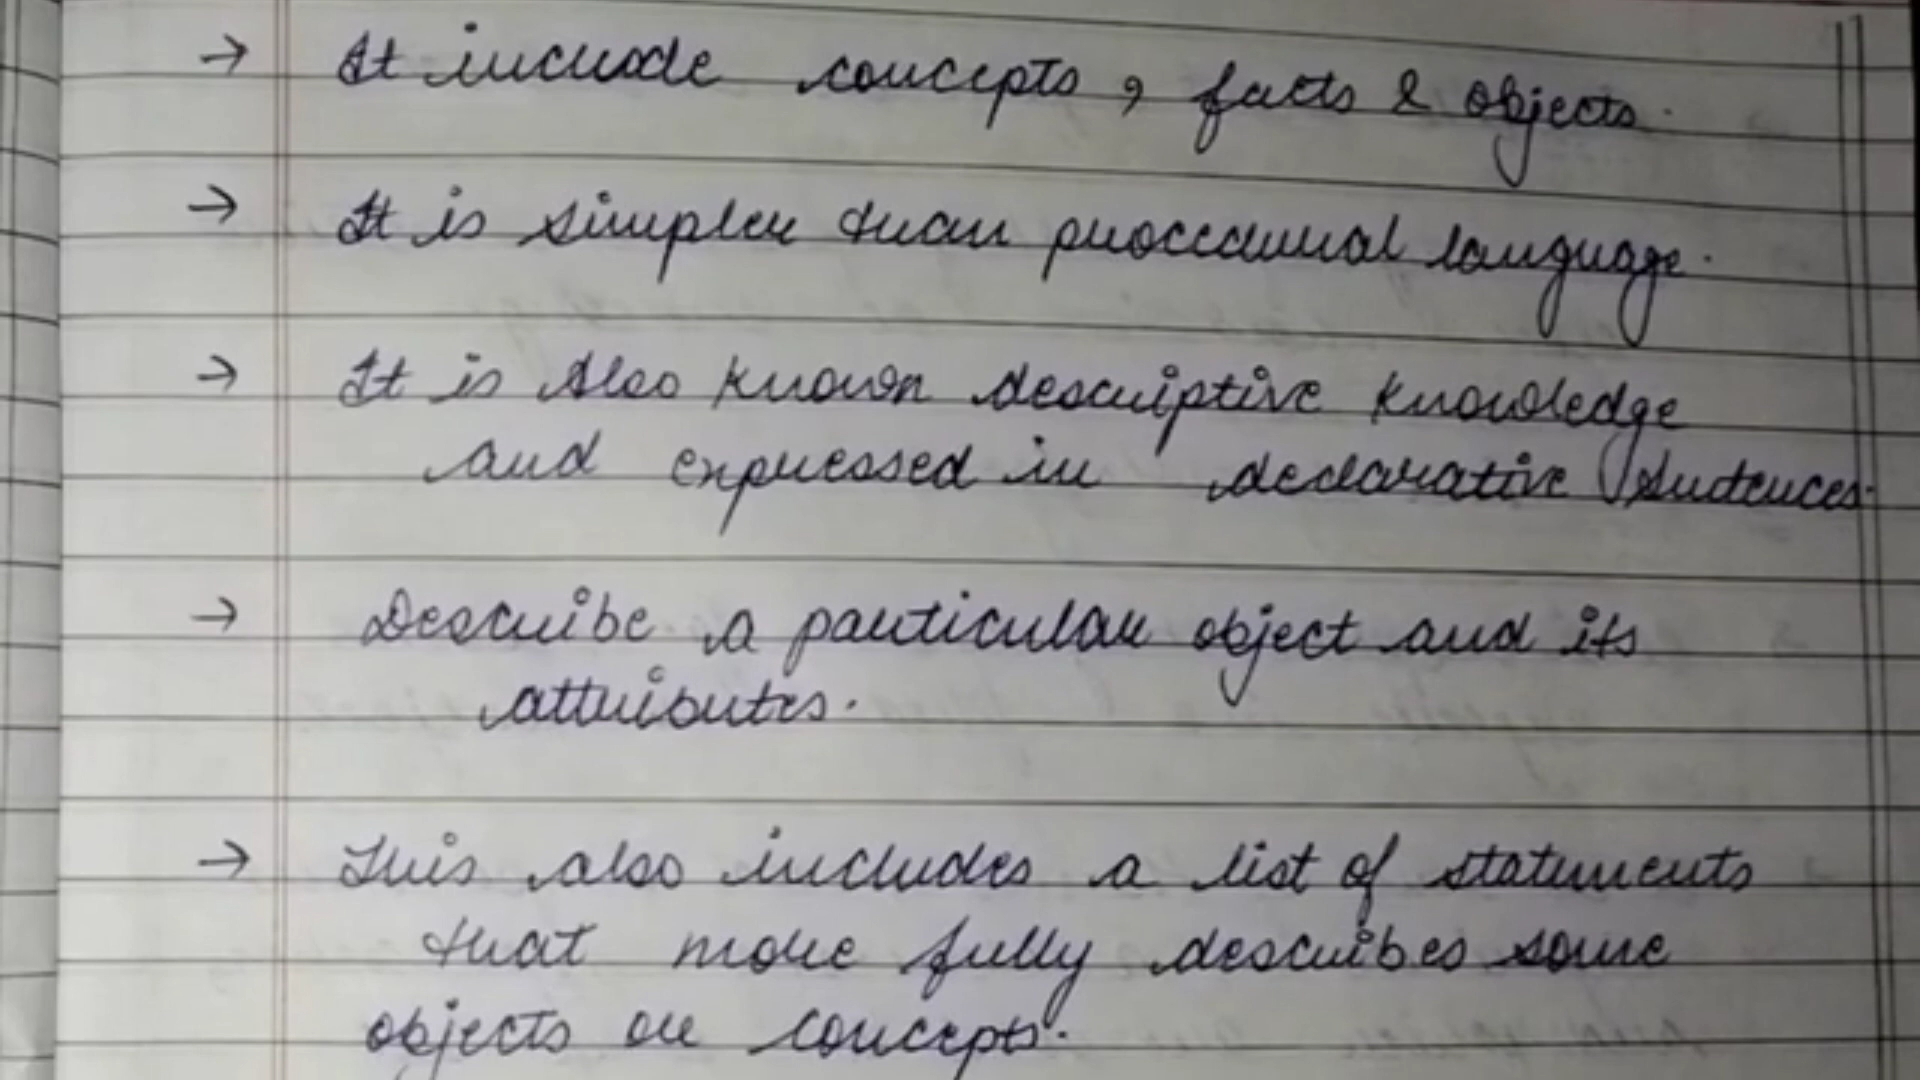 → It include concepts, facts & objects.
→ It is simpler than procedural language.
→ It is Also known descriptive knowledge
and expressed in declarative sentences.
→ Describe a particular object and its
attributes.
→ This also includes a list of statements
that more fully describes some
objects or concepts.